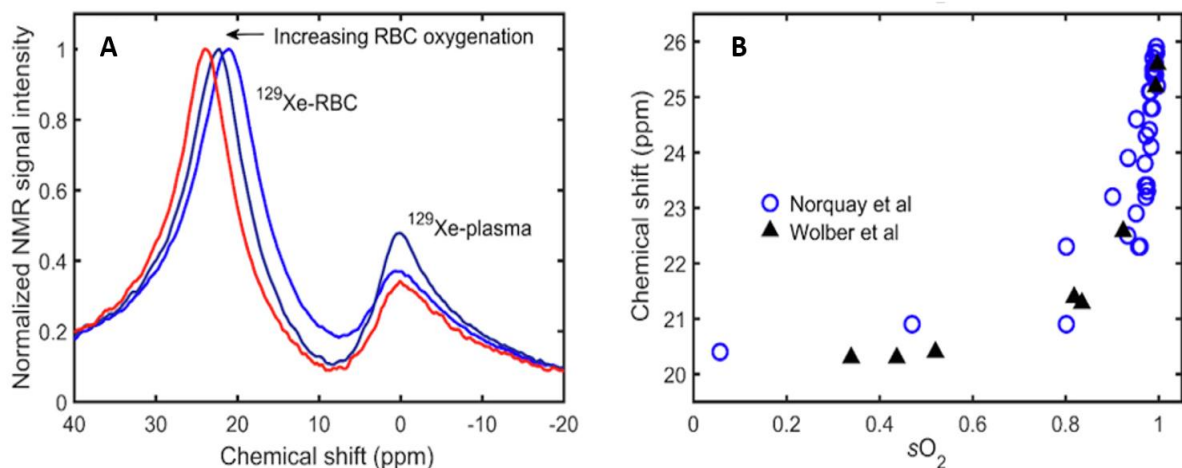 A
← Increasing RBC oxygenation
129Xe-RBC
129Xe-plasma
Normalized NMR signal intensity
1
0.8
0.6
0.4
0.2
0
40 30 20 10 0 -10 -20
Chemical shift (ppm)
B
Norquay et al
Wolber et al
Chemical shift (ppm)
26
25
24
23
22
21
20
0 0.2 0.4 0.6 0.8 1
sO2